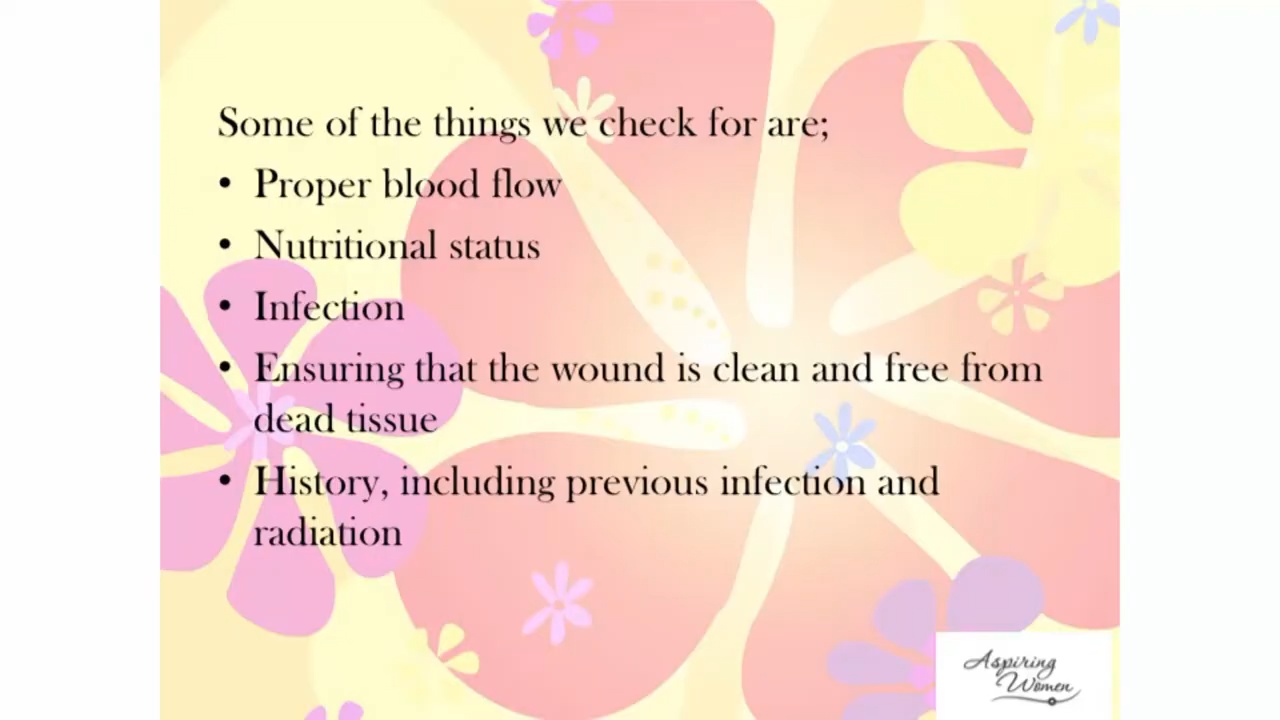 Some of the things we check for are;
• Proper blood flow
• Nutritional status
• Infection
• Ensuring that the wound is clean and free from
dead tissue
• History, including previous infection and
radiation
Aspiring
Women